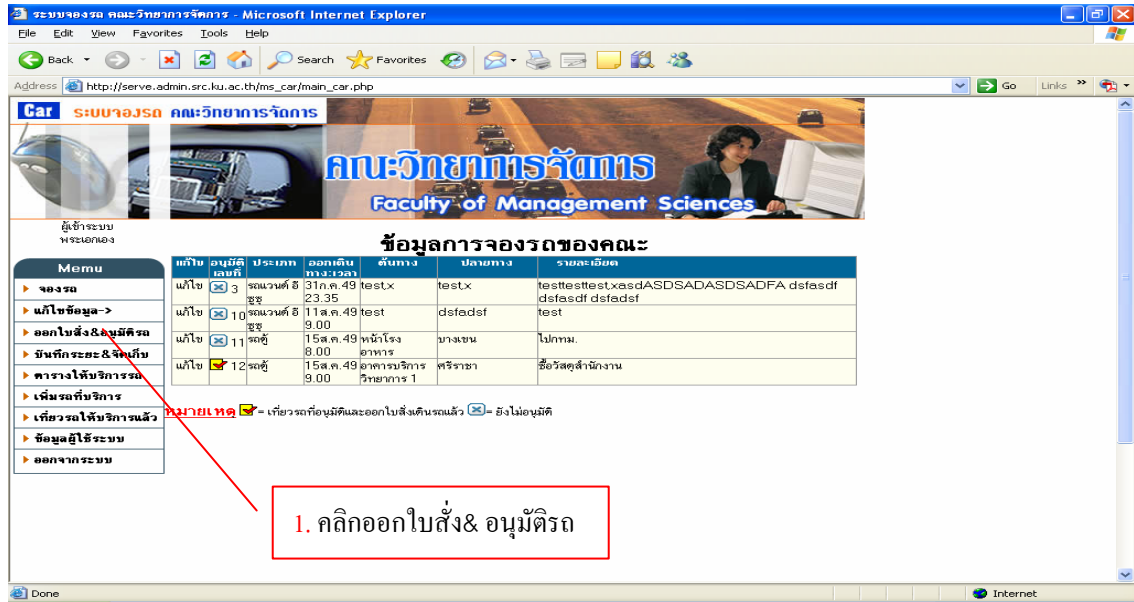 ระบบจองรถ คณะวิทยาการจัดการ - Microsoft Internet Explorer
File Edit View Favorites Tools Help
Back Search Favorites
Address http://serve.admin.src.ku.ac.th/ms_car/main_car.php Go Links »
Car ระบบจองรถ คณะวิทยาการจัดการ
คณะวิทยาการจัดการ
Faculty of Management Sciences
ผู้เข้าระบบ
พระเอกเอง
ข้อมูลการจองรถของคณะ
Memu
จองรถ
แก้ไขข้อมูล->
ออกใบสั่ง&อนุมัติรถ
บันทึกระยะ&จัดเก็บ
ตารางให้บริการรถ
เพิ่มรถที่บริการ
เที่ยวรถให้บริการแล้ว
ข้อมูลผู้ใช้ระบบ
ออกจากระบบ
แก้ไข อนุมัติ ประเภท ออกเดิน ต้นทาง ปลายทาง รายละเอียด
เลขที่ ทาง:เวลา
แก้ไข 3 รถแวนค์ อี 31ก.ค.49 test,x test,x testtesttest,xasdASDSADASDSADFA dsfasdf
ซูซุ 23.35 dsfasdf dsfadsf
แก้ไข 10 รถแวนค์ อี 11ส.ค.49 test dsfadsf test
ซูซุ 9.00
แก้ไข 11 รถตู้ 15ส.ค.49 หน้าโรง บางเขน ไปกทม.
8.00 อาหาร
แก้ไข 12 รถตู้ 15ส.ค.49 อาคารบริการ ศรีราชา ซื้อวัสดุสำนักงาน
9.00 วิทยาการ 1
หมายเหตุ = เที่ยวรถที่อนุมัติและออกใบสั่งเดินรถแล้ว = ยังไม่อนุมัติ
1. คลิกออกใบสั่ง& อนุมัติรถ
Done Internet